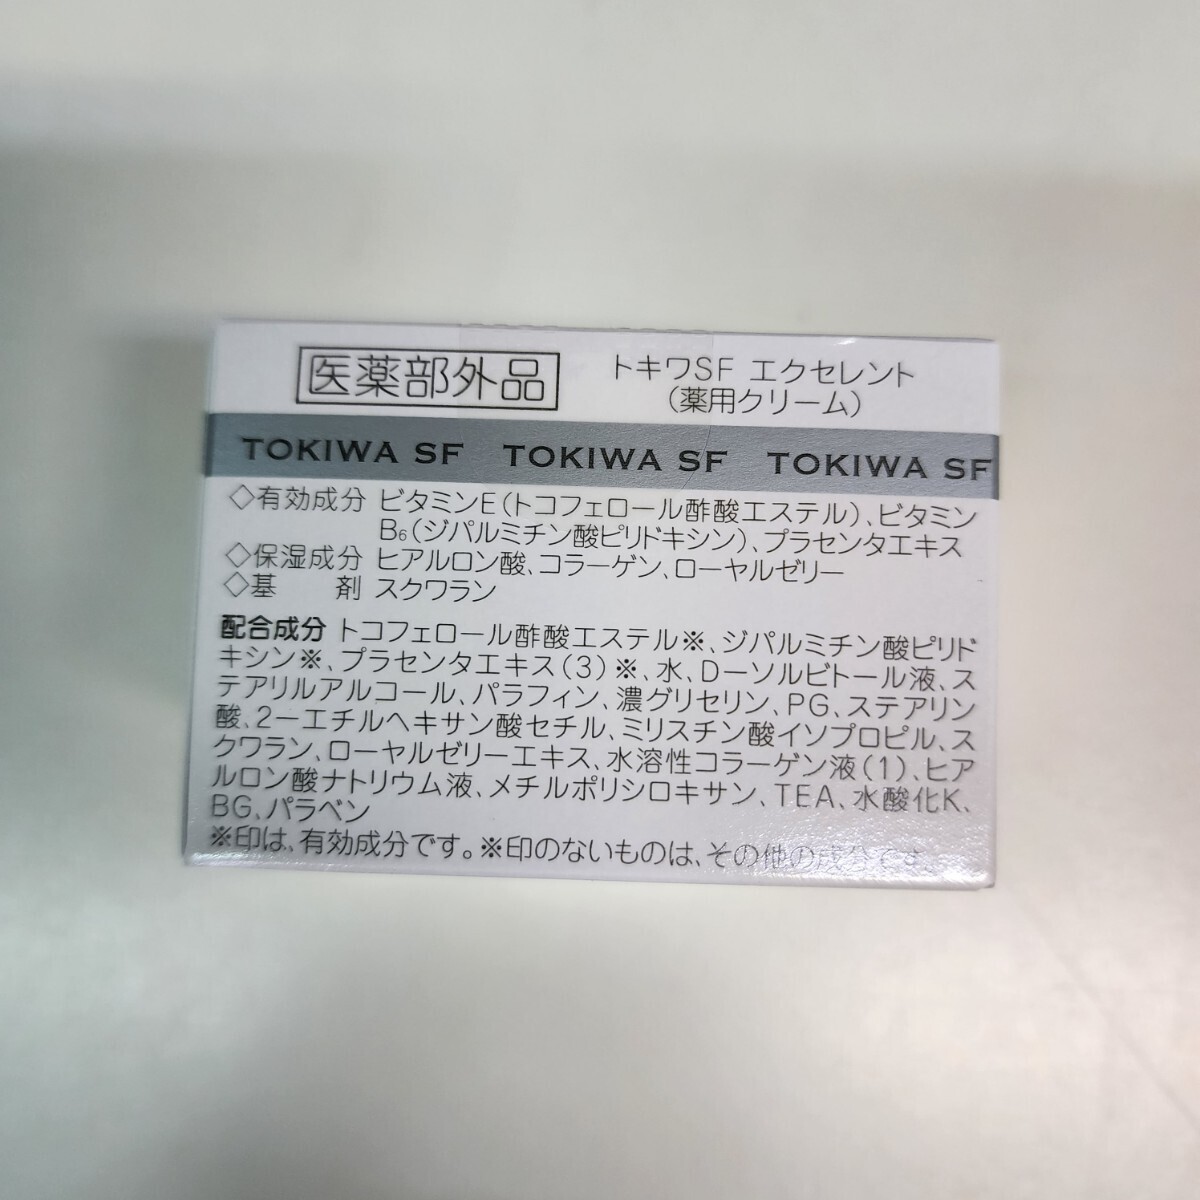 医薬部外品
トキワSF エクセレント
(薬用クリーム)
TOKIWA SF TOKIWA SF TOKIWA SF
◇有効成分 ビタミンE(トコフェロール酢酸エステル)、ビタミン
B₆(ジパルミチン酸ピリドキシン)、プラセンタエキス
◇保湿成分 ヒアルロン酸、コラーゲン、ローヤルゼリー
◇基 剤 スクワラン
配合成分 トコフェロール酢酸エステル※、ジパルミチン酸ピリド
キシン※、プラセンタエキス(3)※、水、D-ソルビトール液、ス
テアリルアルコール、パラフィン、濃グリセリン、PG、ステアリン
酸、2-エチルヘキサン酸セチル、ミリスチン酸イソプロピル、ス
クワラン、ローヤルゼリーエキス、水溶性コラーゲン液(1)、ヒア
ルロン酸ナトリウム液、メチルポリシロキサン、TEA、水酸化K、
BG、パラベン
※印は、有効成分です。※印のないものは、その他の成分です